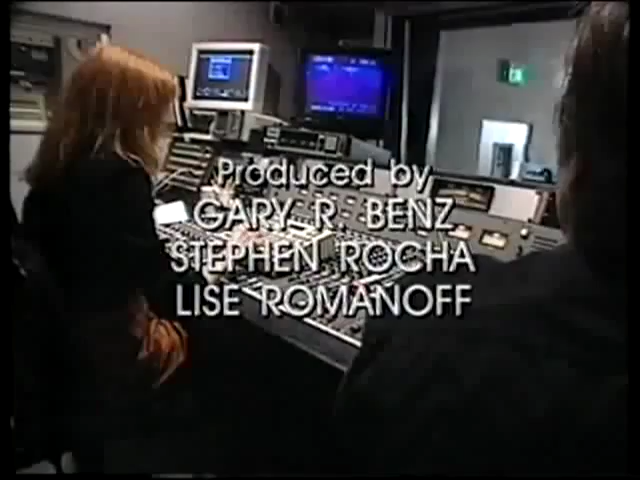 Produced by
GARY R. BENZ
STEPHEN ROCHA
LISE ROMANOFF